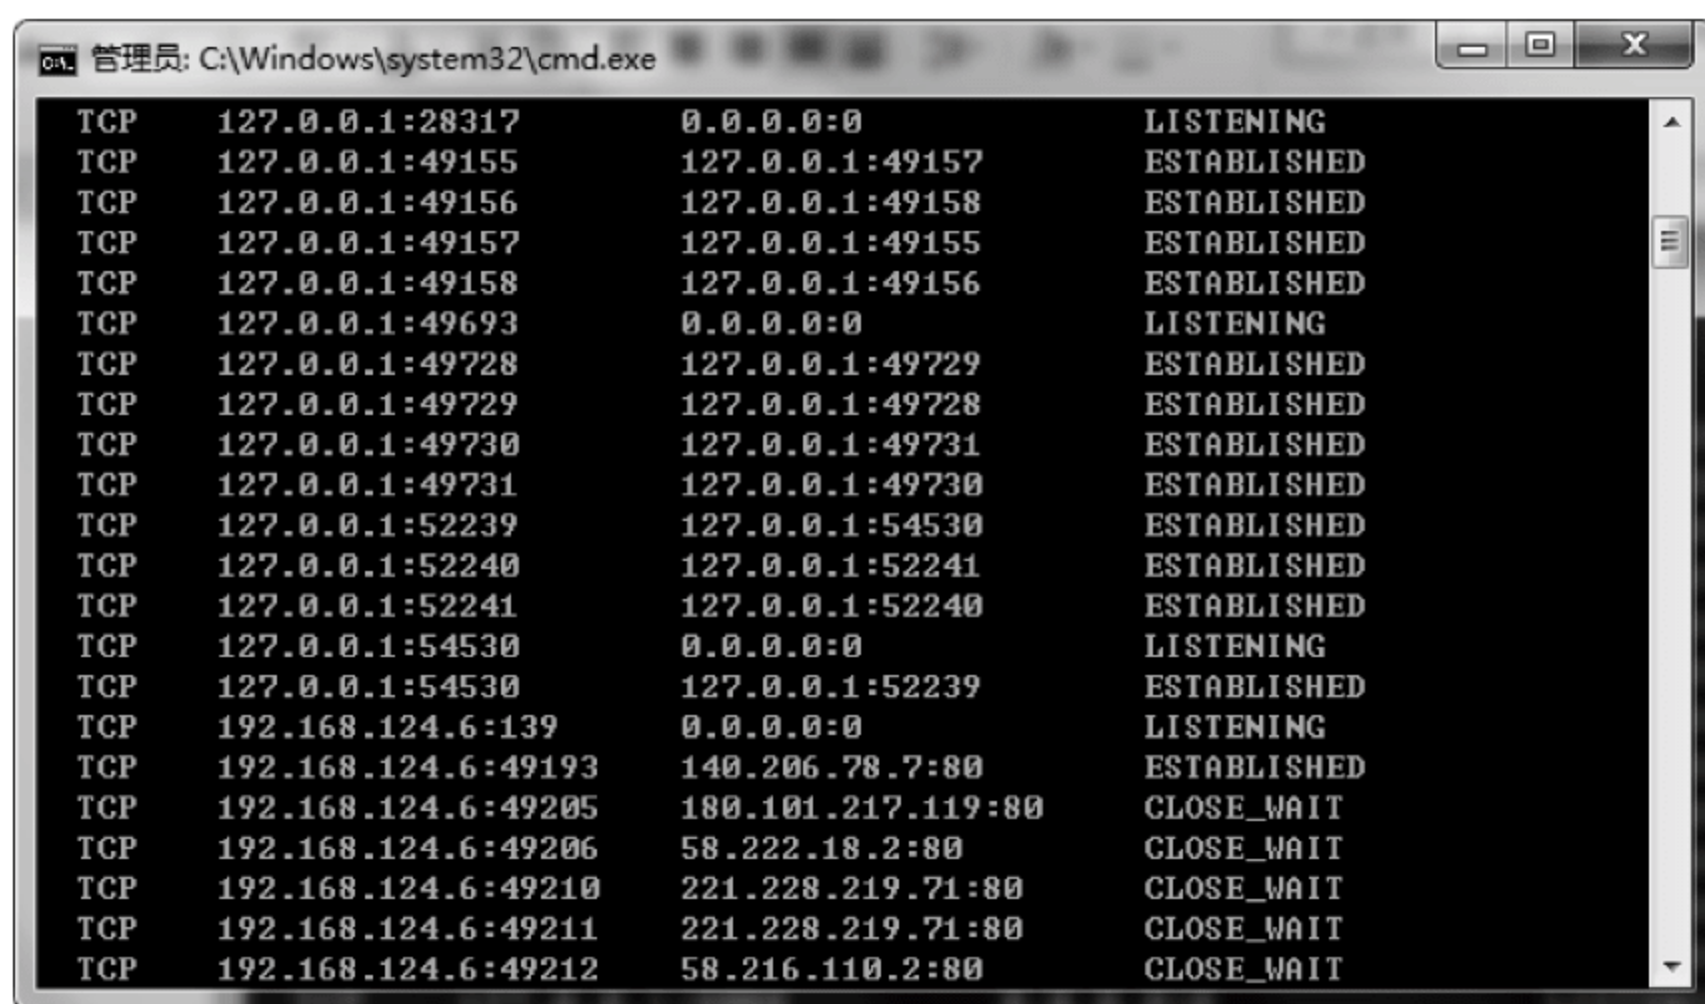 管理员: C:\Windows\system32\cmd.exe
TCP 127.0.0.1:28317 0.0.0.0:0 LISTENING
TCP 127.0.0.1:49155 127.0.0.1:49157 ESTABLISHED
TCP 127.0.0.1:49156 127.0.0.1:49158 ESTABLISHED
TCP 127.0.0.1:49157 127.0.0.1:49155 ESTABLISHED
TCP 127.0.0.1:49158 127.0.0.1:49156 ESTABLISHED
TCP 127.0.0.1:49693 0.0.0.0:0 LISTENING
TCP 127.0.0.1:49728 127.0.0.1:49729 ESTABLISHED
TCP 127.0.0.1:49729 127.0.0.1:49728 ESTABLISHED
TCP 127.0.0.1:49730 127.0.0.1:49731 ESTABLISHED
TCP 127.0.0.1:49731 127.0.0.1:49730 ESTABLISHED
TCP 127.0.0.1:52239 127.0.0.1:54530 ESTABLISHED
TCP 127.0.0.1:52240 127.0.0.1:52241 ESTABLISHED
TCP 127.0.0.1:52241 127.0.0.1:52240 ESTABLISHED
TCP 127.0.0.1:54530 0.0.0.0:0 LISTENING
TCP 127.0.0.1:54530 127.0.0.1:52239 ESTABLISHED
TCP 192.168.124.6:139 0.0.0.0:0 LISTENING
TCP 192.168.124.6:49193 140.206.78.7:80 ESTABLISHED
TCP 192.168.124.6:49205 180.101.217.119:80 CLOSE_WAIT
TCP 192.168.124.6:49206 58.222.18.2:80 CLOSE_WAIT
TCP 192.168.124.6:49210 221.228.219.71:80 CLOSE_WAIT
TCP 192.168.124.6:49211 221.228.219.71:80 CLOSE_WAIT
TCP 192.168.124.6:49212 58.216.110.2:80 CLOSE_WAIT